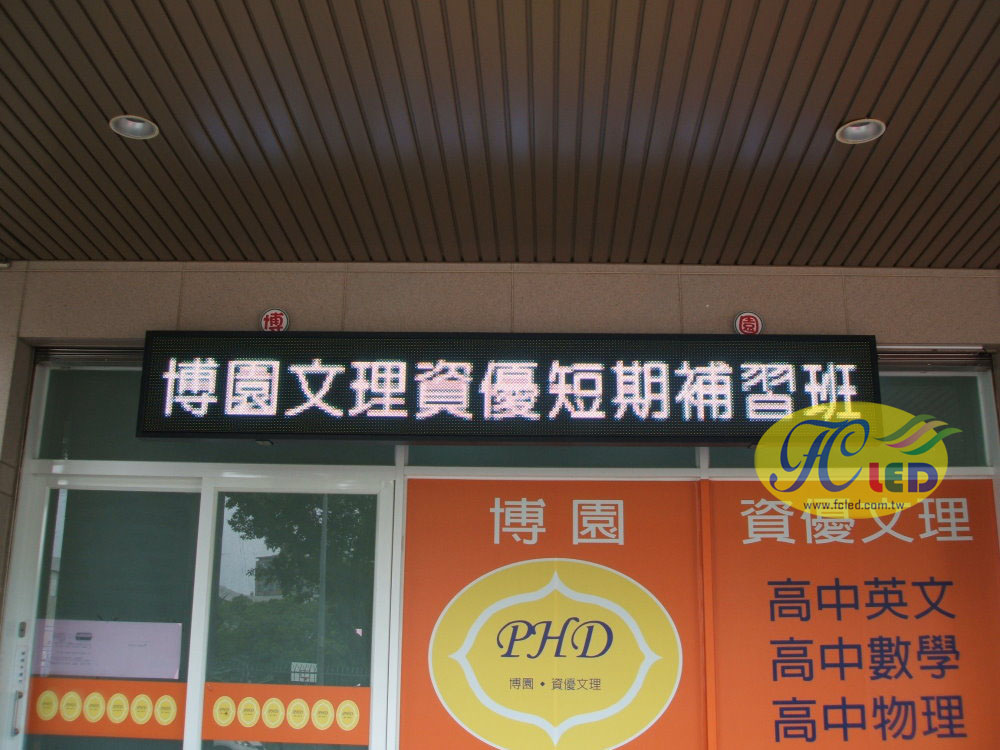 博 園
博園文理資優短期補習班
FC LED
www.fcled.com.tw
博園
資優文理
PHD
博園・資優文理
高中英文
高中數學
高中物理